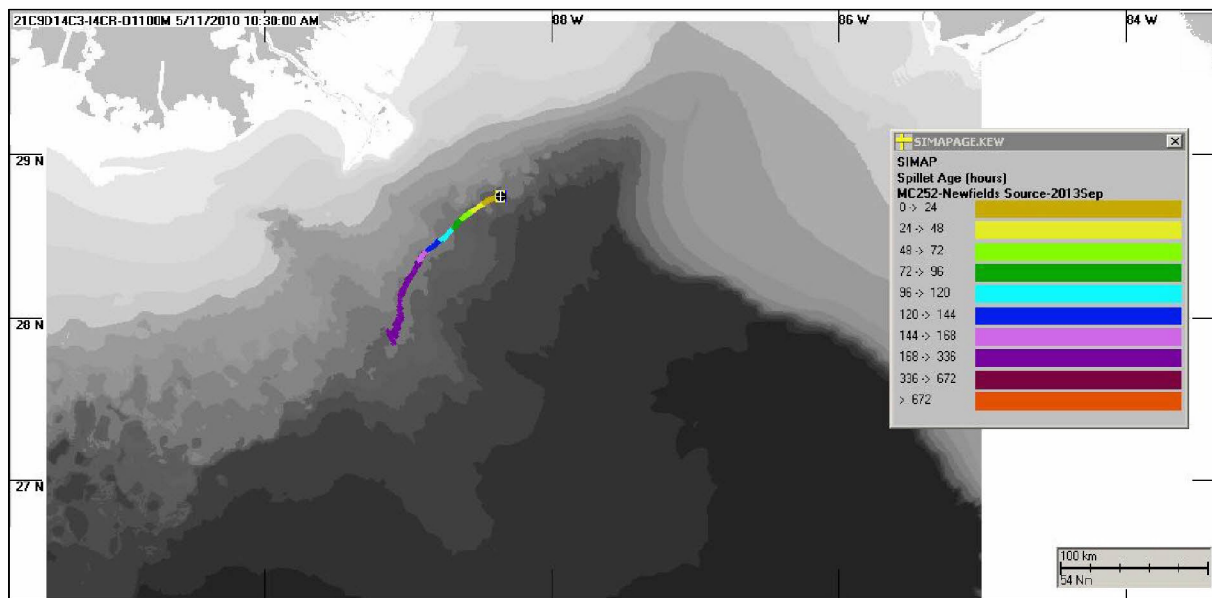 21C9D14C3-I4CR-D1100M 5/11/2010 10:30:00 AM
88 W
86 W
84 W
29 N
28 N
27 N
SIMAPAGE.KEW
SIMAP
Spillet Age (hours)
MC252-Newfields Source-2013Sep
0 -> 24
24 -> 48
48 -> 72
72 -> 96
96 -> 120
120 -> 144
144 -> 168
168 -> 336
336 -> 672
> 672
100 km
54 Nm